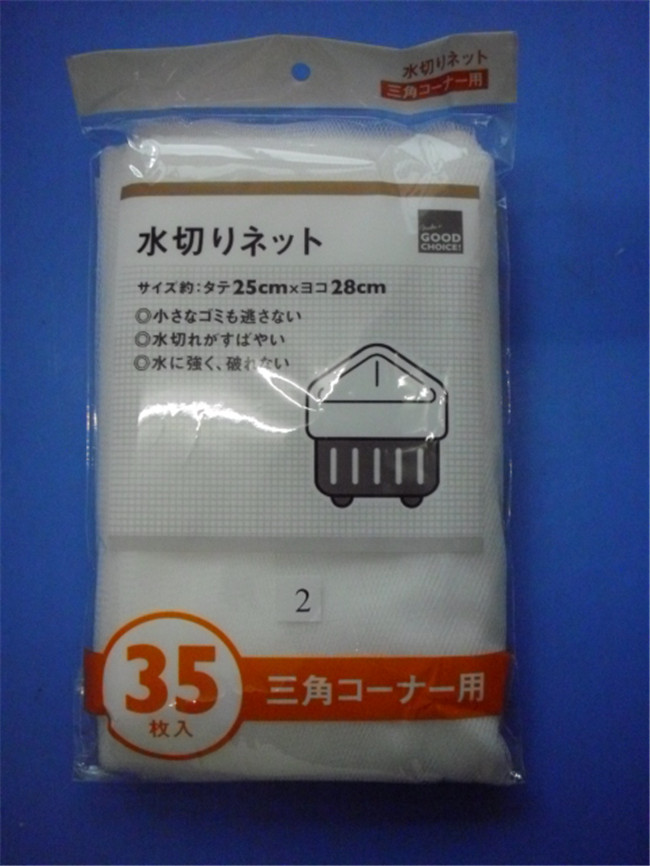 水切りネット
三角コーナー用
水切りネット
GOOD
CHOICE!
サイズ約:タテ25cm×ヨコ28cm
◎小さなゴミも逃さない
◎水切れがすばやい
◎水に強く、破れない
2
35
枚入
三角コーナー用